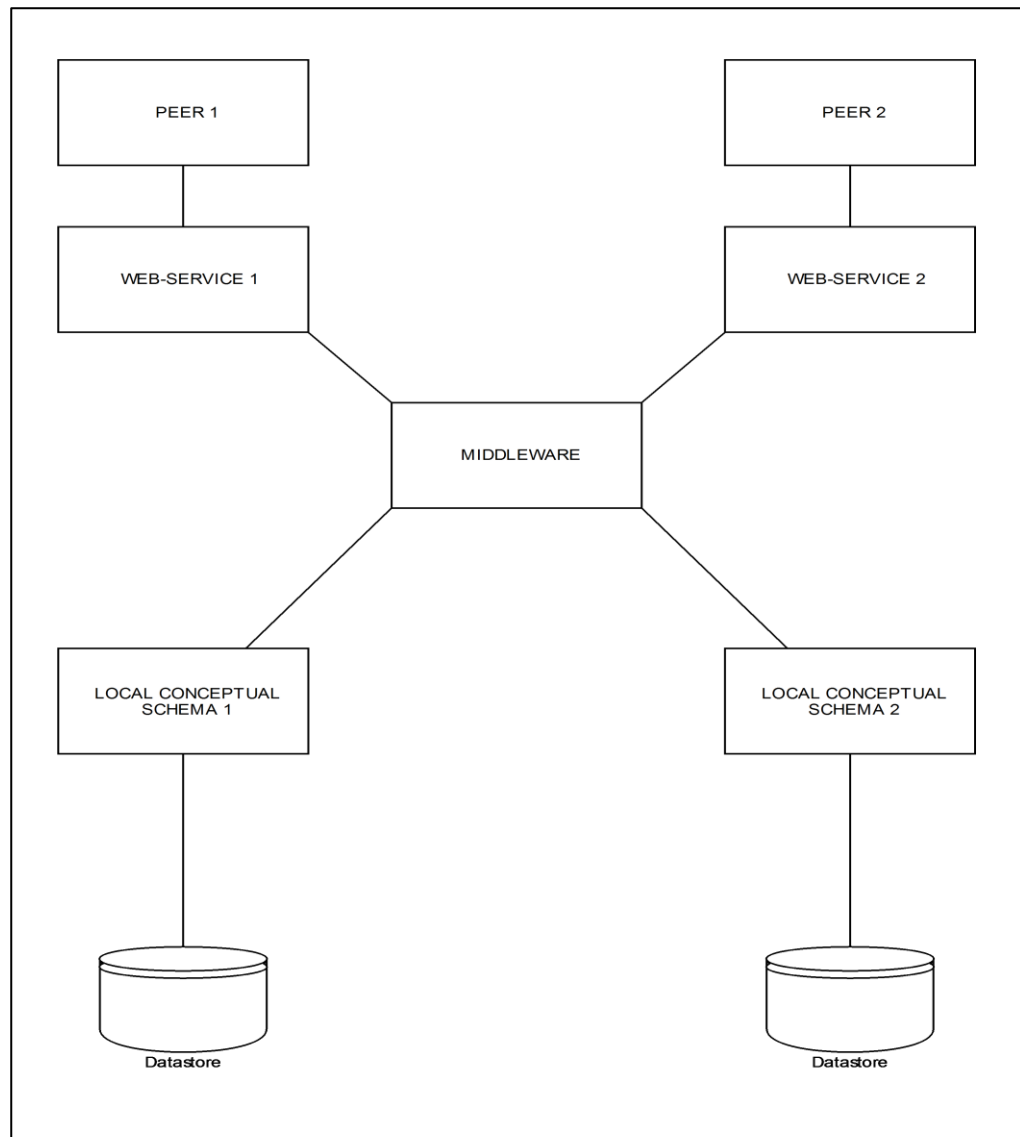 PEER 1
PEER 2
WEB-SERVICE 1
WEB-SERVICE 2
MIDDLEWARE
LOCAL CONCEPTUAL
SCHEMA 1
LOCAL CONCEPTUAL
SCHEMA 2
Datastore
Datastore